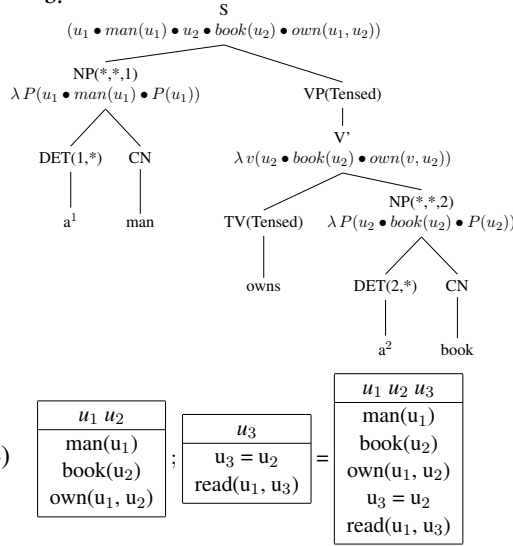 S
(u₁ • man(u₁) • u₂ • book(u₂) • own(u₁, u₂))
NP(*,*,1)
λ P(u₁ • man(u₁) • P(u₁))
VP(Tensed)
V'
λ v(u₂ • book(u₂) • own(v, u₂))
DET(1,*) CN
a¹ man
TV(Tensed)
NP(*,*,2)
λ P(u₂ • book(u₂) • P(u₂))
owns
DET(2,*) CN
a² book
u₁ u₂
man(u₁)
book(u₂)
own(u₁, u₂)
;
u₃
u₃ = u₂
read(u₁, u₃)
=
u₁ u₂ u₃
man(u₁)
book(u₂)
own(u₁, u₂)
u₃ = u₂
read(u₁, u₃)